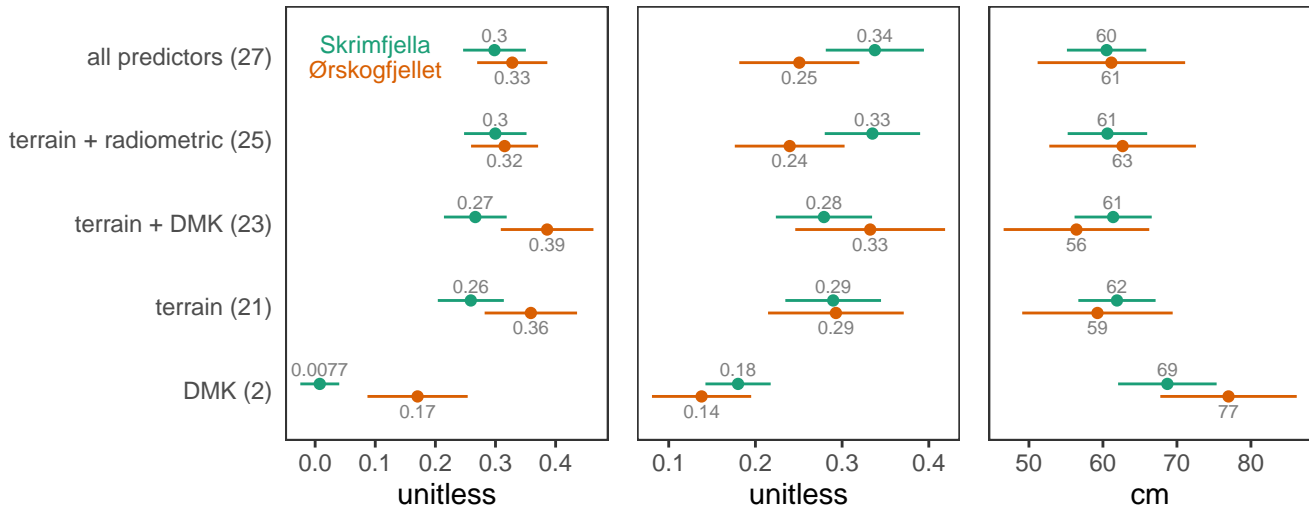 Skrimfjella
Ørskogfjellet
all predictors (27)
0.3
0.33
0.34
0.25
60
61
terrain + radiometric (25)
0.3
0.32
0.33
0.24
61
63
terrain + DMK (23)
0.27
0.39
0.28
0.33
61
56
terrain (21)
0.26
0.36
0.29
0.29
62
59
DMK (2)
0.0077
0.17
0.18
0.14
69
77
0.0 0.1 0.2 0.3 0.4
0.1 0.2 0.3 0.4
50 60 70 80
unitless
unitless
cm